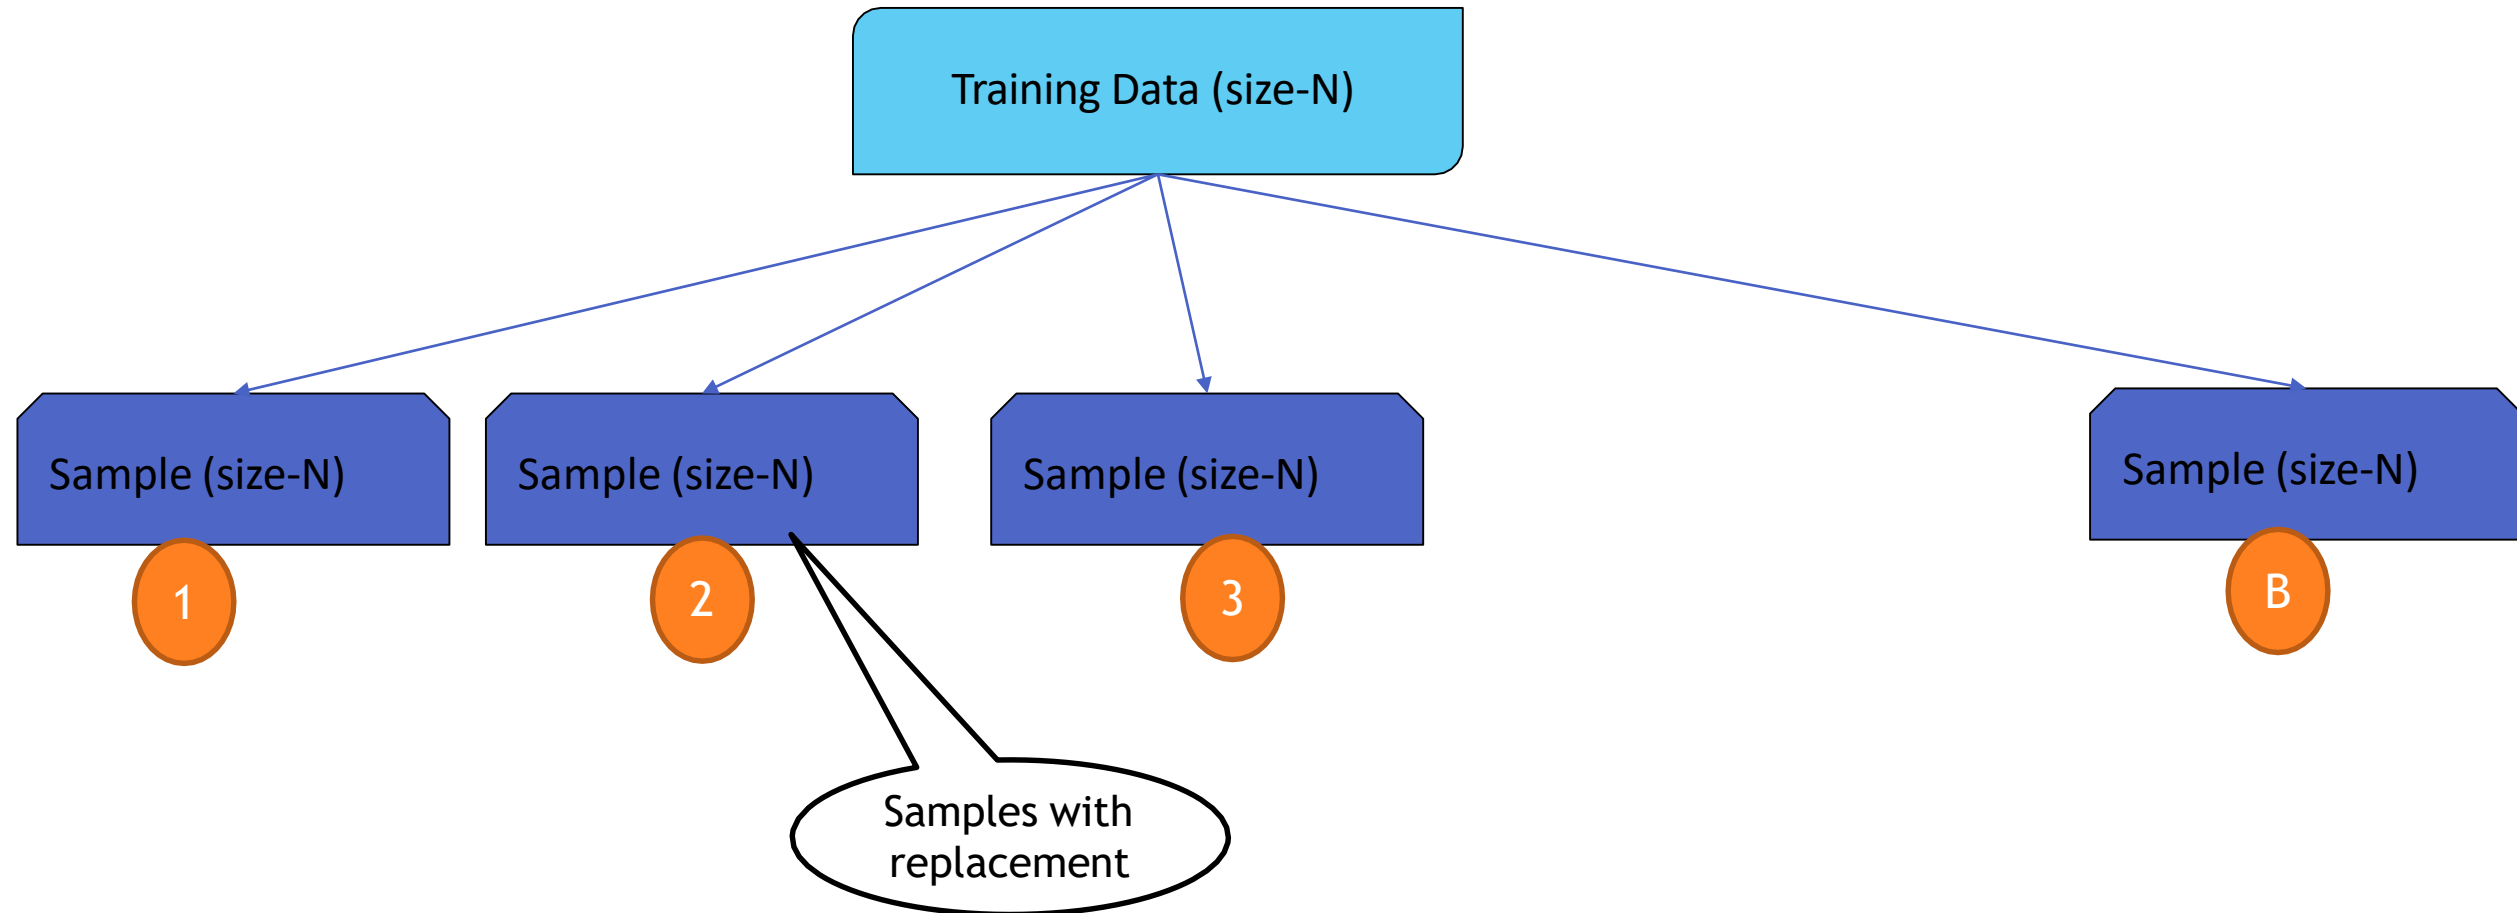 Training Data (size-N)
Sample (size-N)
Sample (size-N)
Sample (size-N)
Sample (size-N)
1
2
3
B
Samples with
replacement